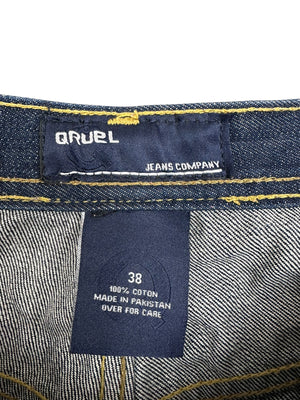 QRUEL
JEANS COMPANY
38
100% COTON
MADE IN PAKISTAN
OVER FOR CARE